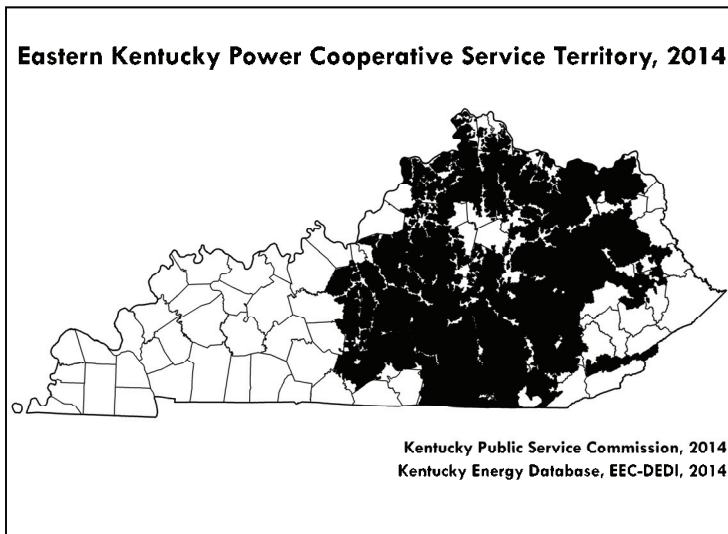 Eastern Kentucky Power Cooperative Service Territory, 2014
Kentucky Public Service Commission, 2014
Kentucky Energy Database, EEC-DEDI, 2014